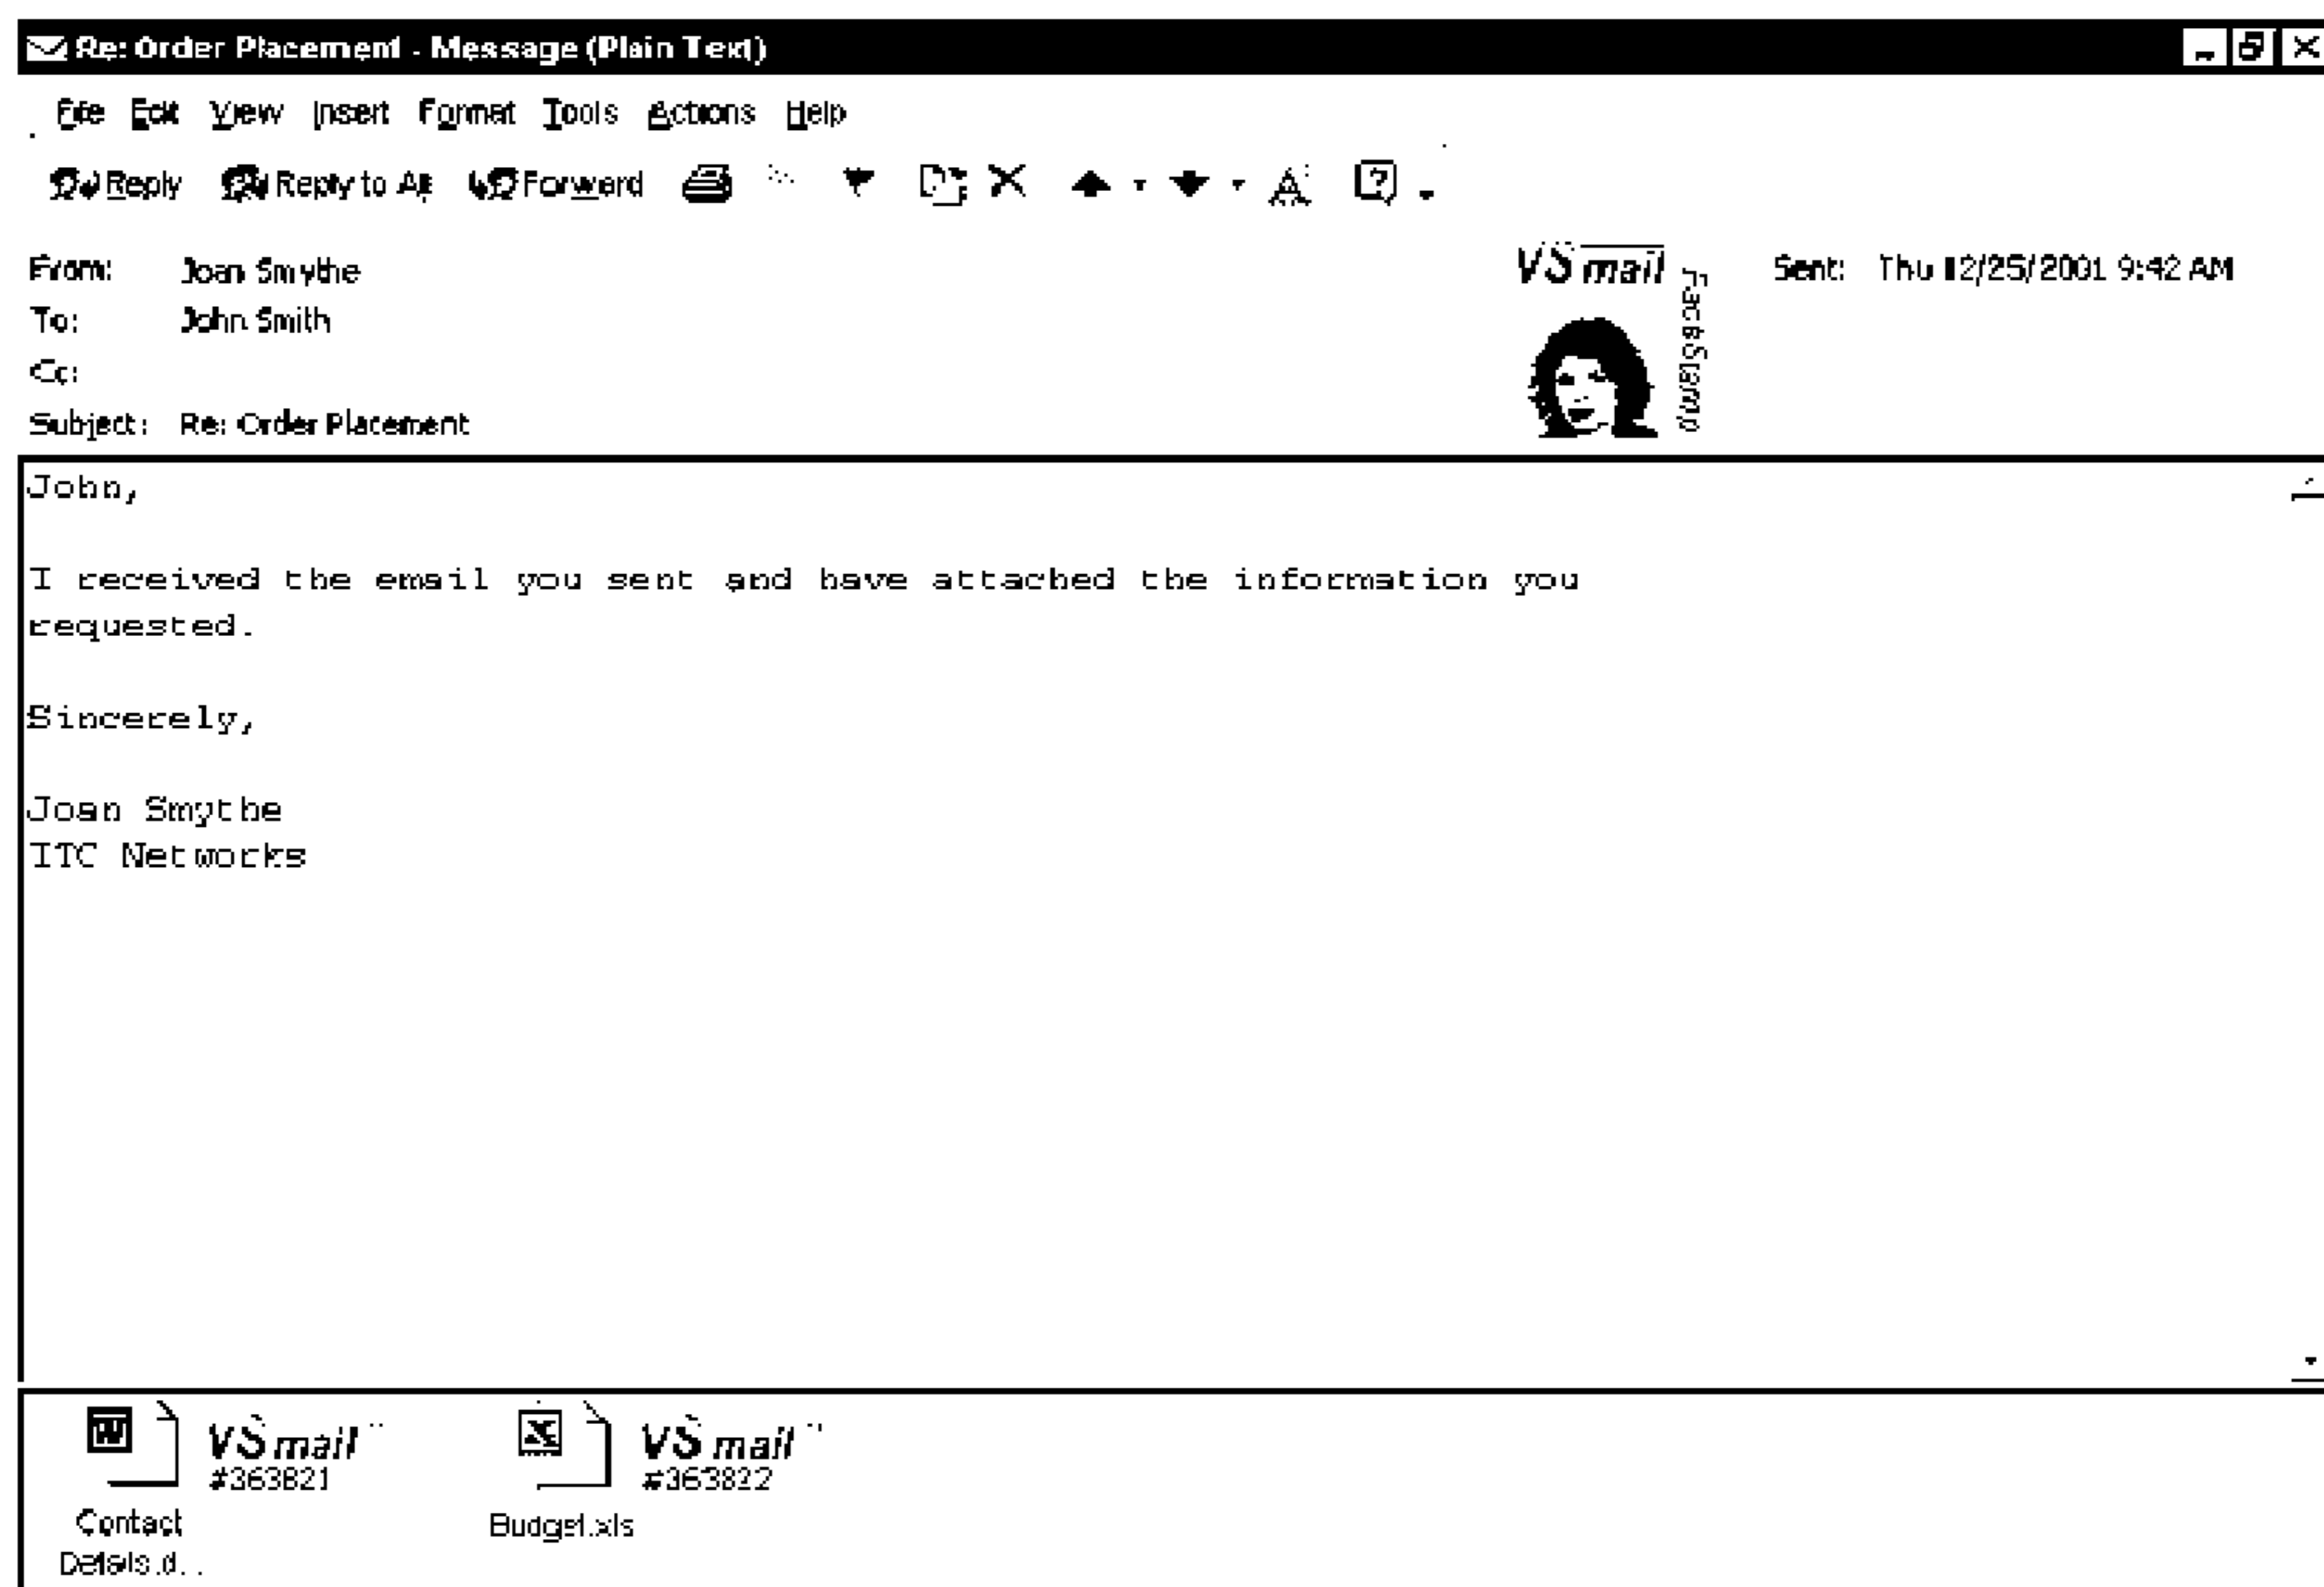 Re: Order Placement - Message (Plain Text)
File Edit View Insert Format Tools Actions Help
Reply Reply to All Forward
From: Joan Smythe
To: John Smith
Cc:
Subject: Re: Order Placement
VS mail
FaceStamp
Sent: Thu 12/25/2001 9:42 AM
John,
I received the email you sent and have attached the information you
requested.
Sincerely,
Joan Smythe
ITC Networks
VS mail
#363821
Contact
Details.d...
VS mail
#363822
Budget.xls